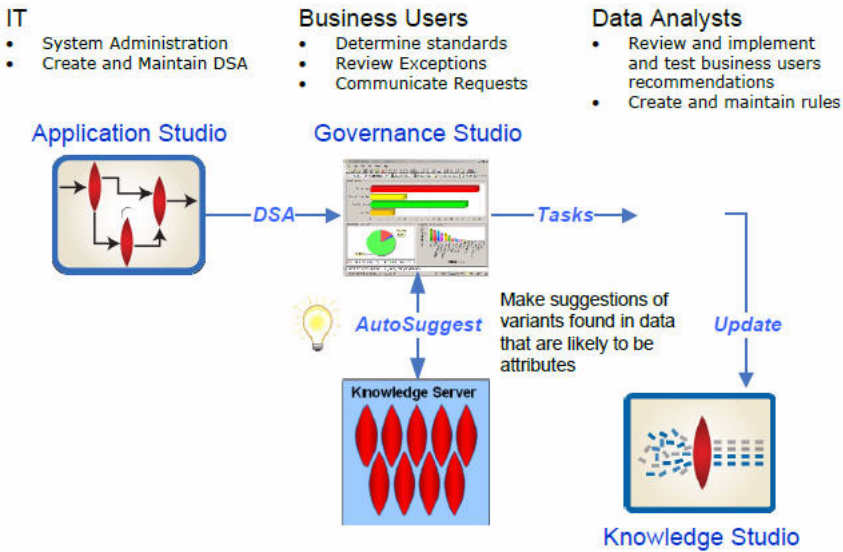 IT
• System Administration
• Create and Maintain DSA
Business Users
• Determine standards
• Review Exceptions
• Communicate Requests
Data Analysts
• Review and implement
and test business users
recommendations
• Create and maintain rules
Application Studio
Governance Studio
DSA
Tasks
AutoSuggest
Make suggestions of
variants found in data
that are likely to be
attributes
Update
Knowledge Server
Knowledge Studio